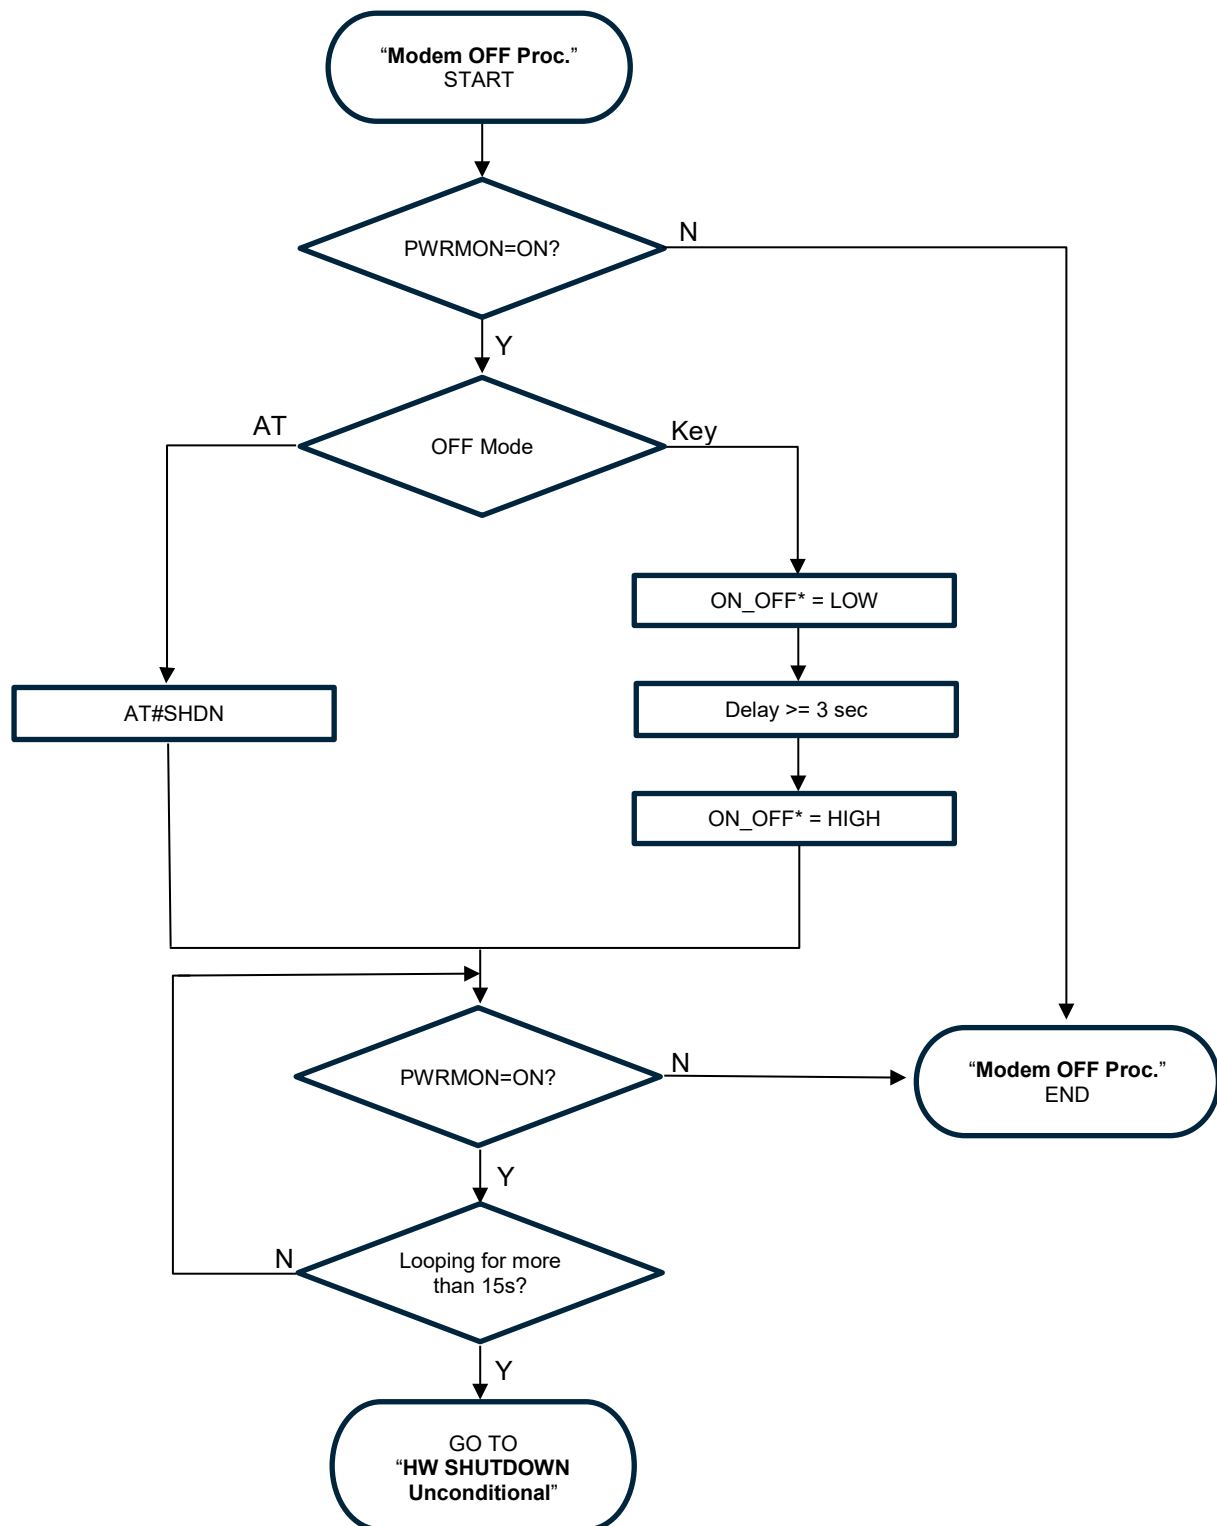 “Modem OFF Proc.”
START
PWRMON=ON?
N
Y
AT
OFF Mode
Key
ON_OFF* = LOW
AT#SHDN
Delay >= 3 sec
ON_OFF* = HIGH
PWRMON=ON?
N
“Modem OFF Proc.”
END
Y
N
Looping for more
than 15s?
Y
GO TO
“HW SHUTDOWN
Unconditional”